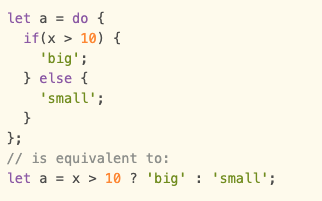 let a = do {
  if(x > 10) {
    'big';
  } else {
    'small';
  }
};
// is equivalent to:
let a = x > 10 ? 'big' : 'small';